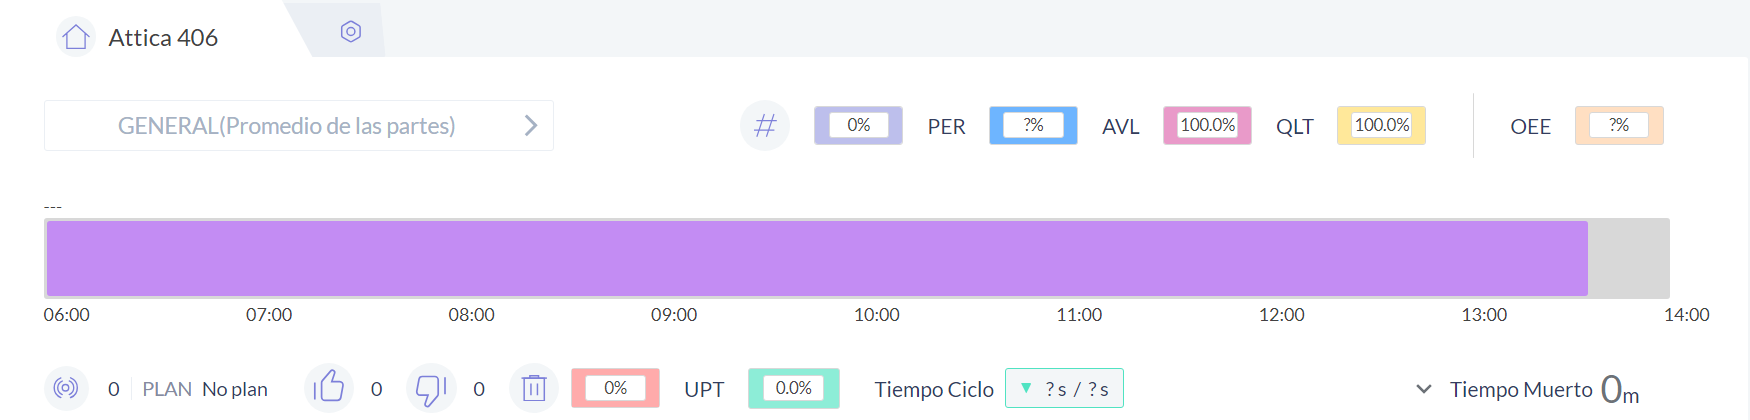 Attica 406
GENERAL(Promedio de las partes)
# 0% PER ?% AVL 100.0% QLT 100.0% OEE ?%
---
06:00 07:00 08:00 09:00 10:00 11:00 12:00 13:00 14:00
0 PLAN No plan 0 0 0% UPT 0.0% Tiempo Ciclo ▼ ?s / ?s Tiempo Muerto 0m